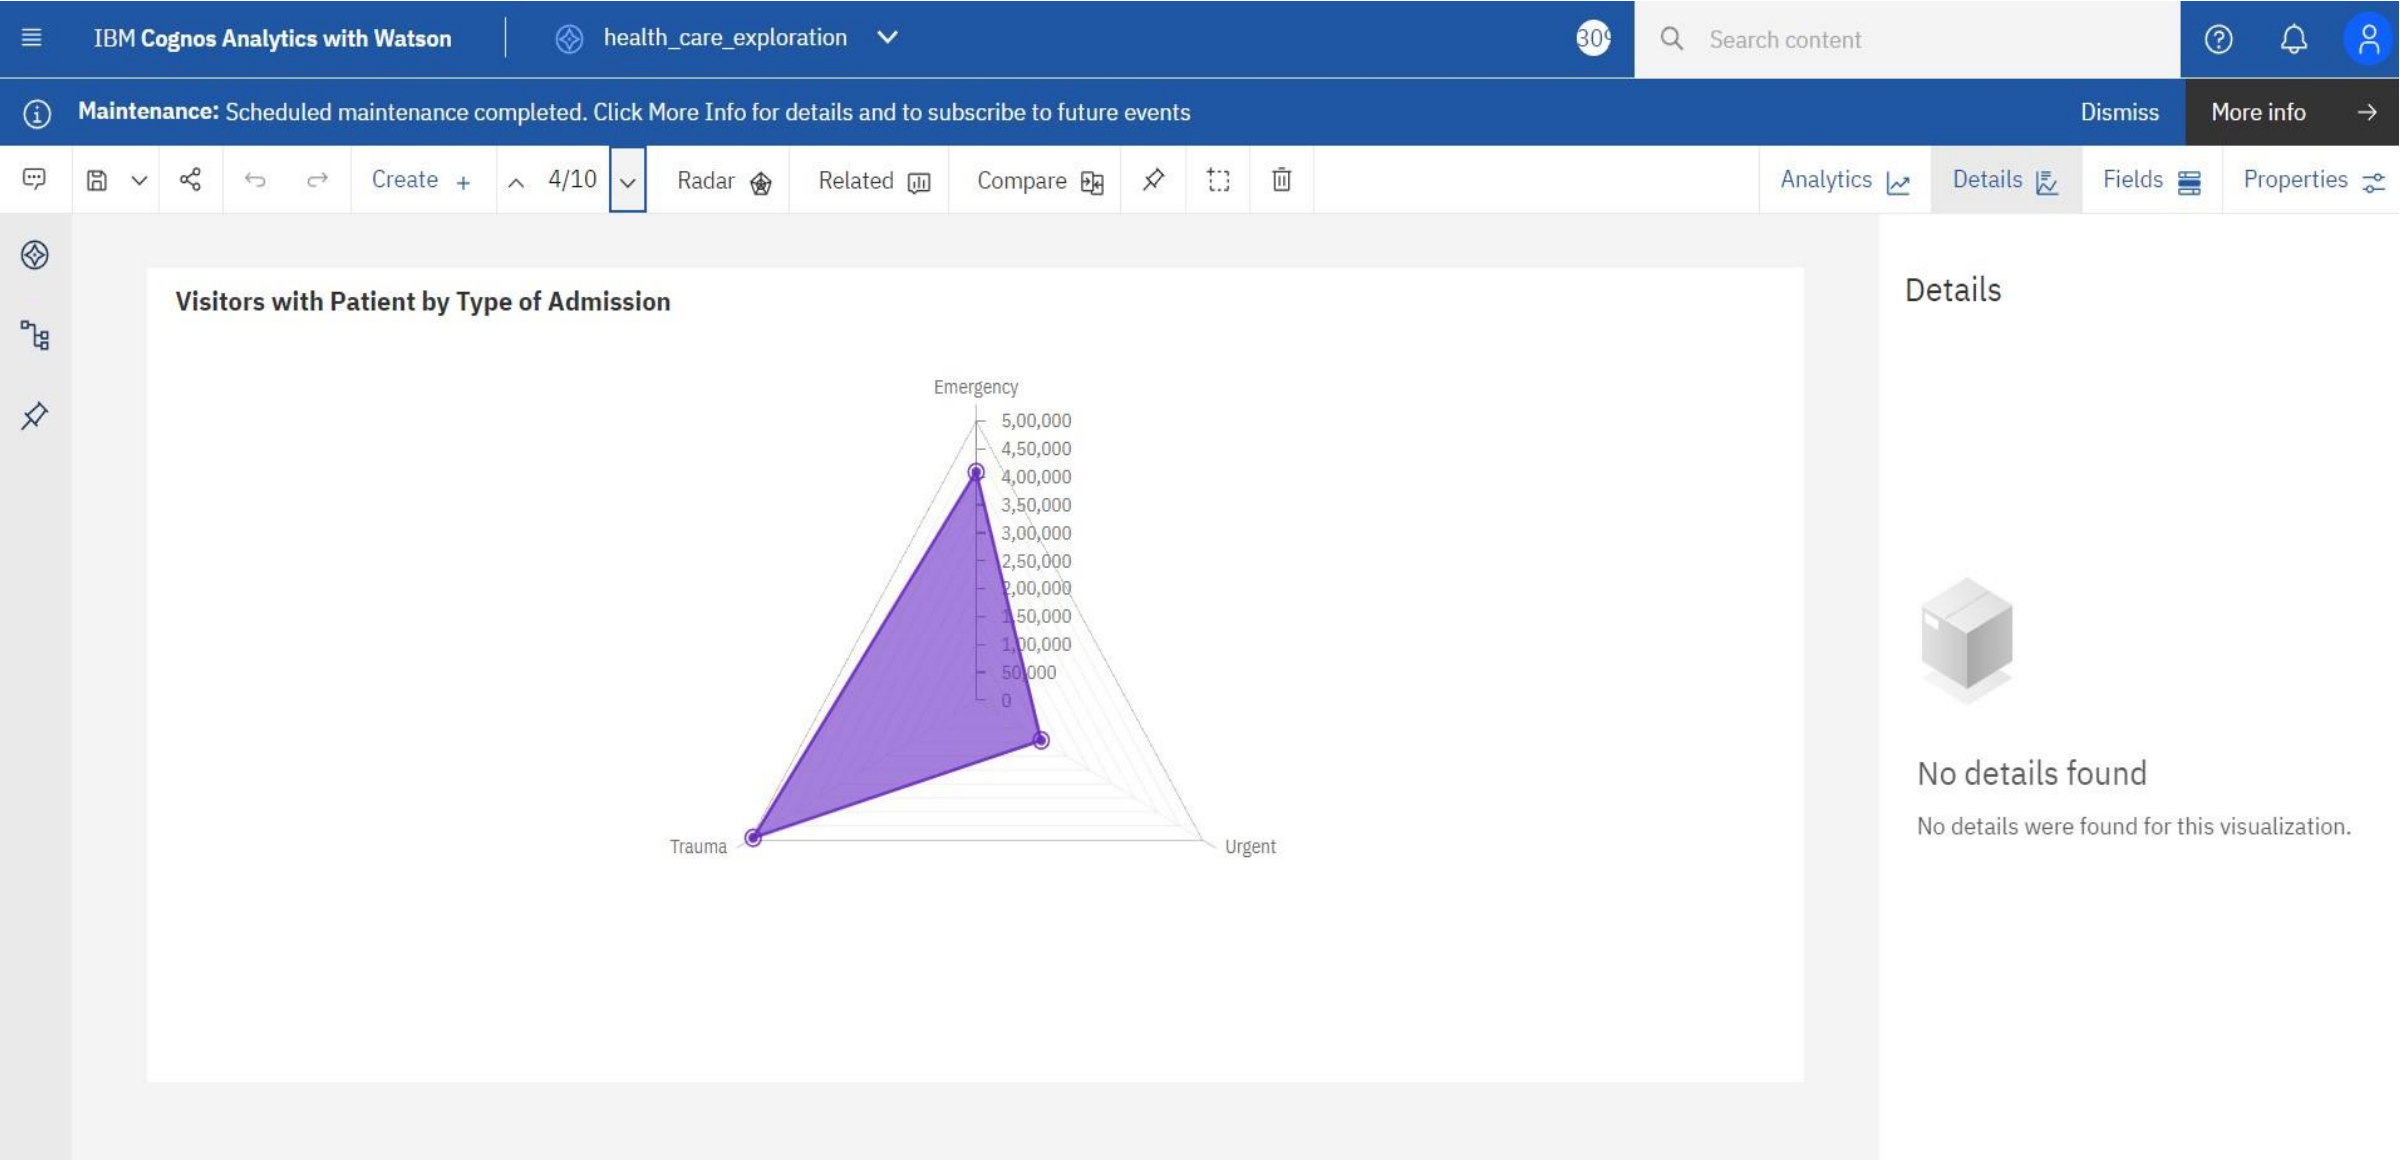 IBM Cognos Analytics with Watson
health_care_exploration
30
Search content
Maintenance: Scheduled maintenance completed. Click More Info for details and to subscribe to future events
Dismiss
More info
Create
4/10
Radar
Related
Compare
Analytics
Details
Fields
Properties
Visitors with Patient by Type of Admission
Emergency
5,00,000
4,50,000
4,00,000
3,50,000
3,00,000
2,50,000
2,00,000
1,50,000
1,00,000
50,000
0
Trauma
Urgent
Details
No details found
No details were found for this visualization.